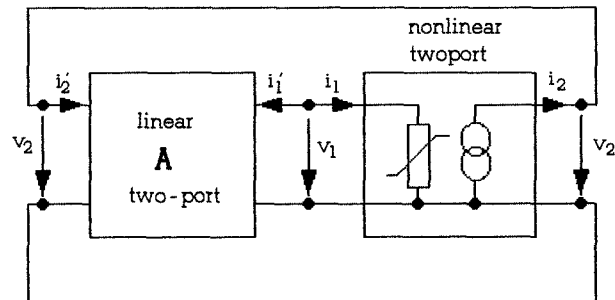 nonlinear
twoport
i₂′
i₁′
i₁
i₂
linear
A
two-port
v₂
v₁
v₂